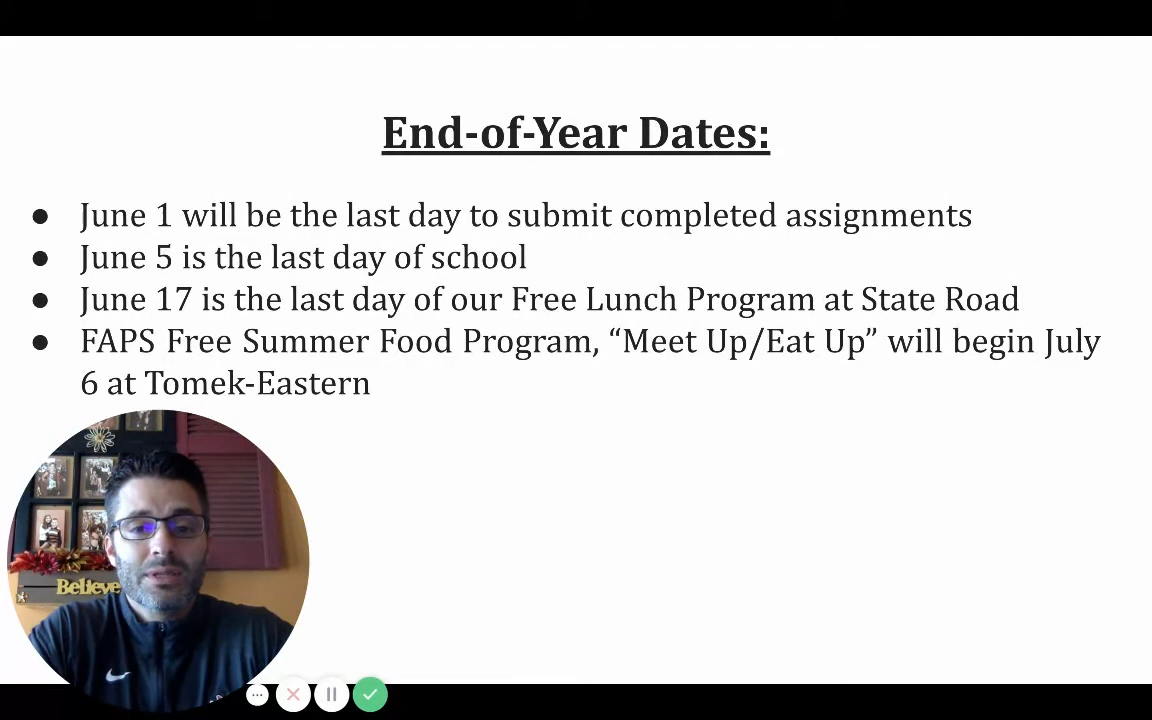 End-of-Year Dates:
● June 1 will be the last day to submit completed assignments
● June 5 is the last day of school
● June 17 is the last day of our Free Lunch Program at State Road
● FAPS Free Summer Food Program, “Meet Up/Eat Up” will begin July
6 at Tomek-Eastern
Believe